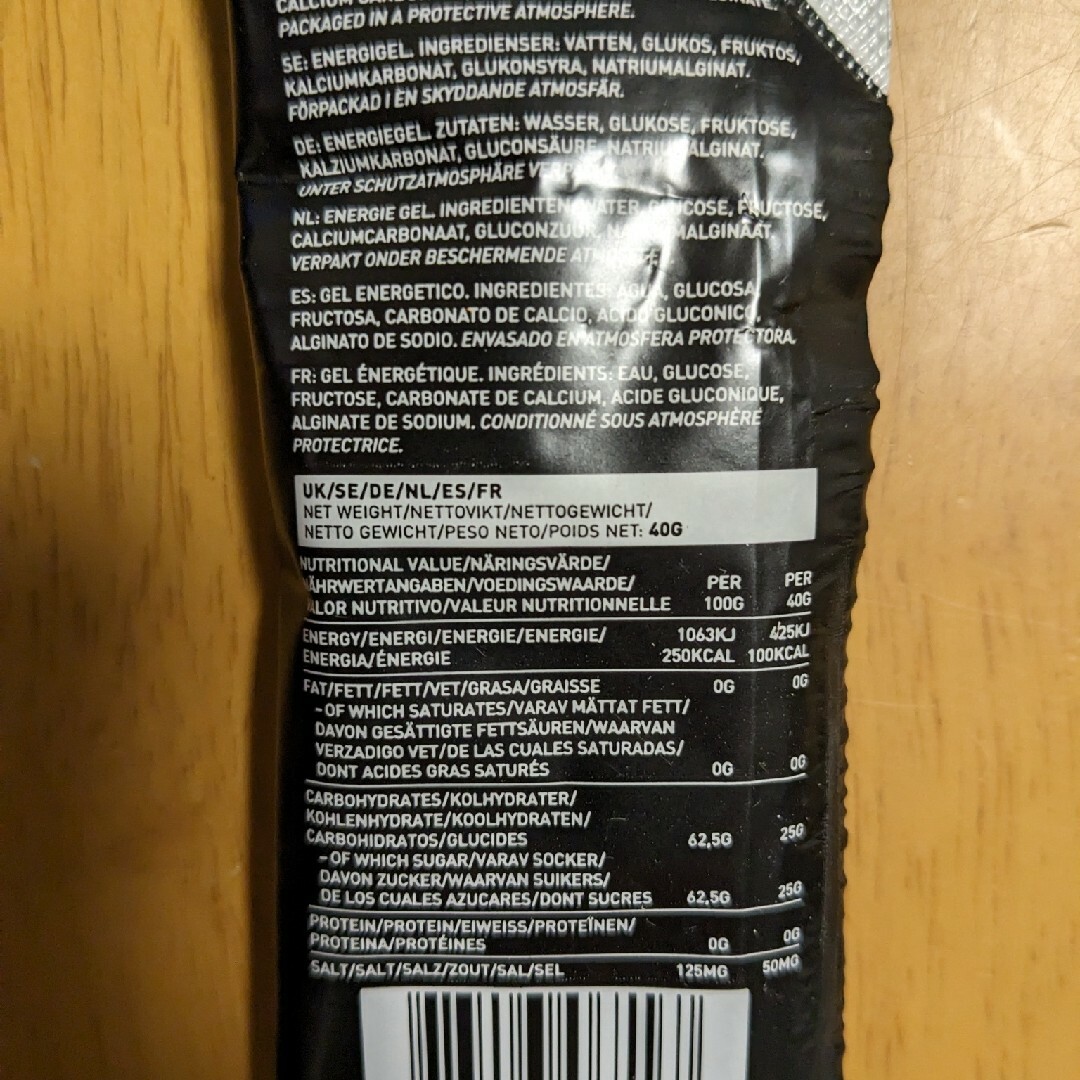 PACKAGED IN A PROTECTIVE ATMOSPHERE.
SE: ENERGIGEL. INGREDIENSER: VATTEN, GLUKOS, FRUKTOS,
KALCIUMKARBONAT, GLUKONSYRA, NATRIUMALGINAT.
FÖRPACKAD I EN SKYDDANDE ATMOSFÄR.
DE: ENERGIEGEL. ZUTATEN: WASSER, GLUKOSE, FRUKTOSE,
KALZIUMKARBONAT, GLUCONSÄURE, NATRIUMALGINAT.
UNTER SCHUTZATMOSPHÄRE
NL: ENERGIE GEL. INGREDIENTEN: WATER, GLUCOSE, FRUCTOSE,
CALCIUMCARBONAAT, GLUCONZUUR,
VERPAKT ONDER BESCHERMENDE
ES: GEL ENERGETICO. INGREDIENTES: AGUA, GLUCOSA,
FRUCTOSA, CARBONATO DE CALCIO, ACIDO GLUCONICO,
ALGINATO DE SODIO. ENVASADO EN ATMOSFERA PROTECTORA.
FR: GEL ÉNERGÉTIQUE. INGRÉDIENTS: EAU, GLUCOSE,
FRUCTOSE, CARBONATE DE CALCIUM, ACIDE GLUCONIQUE,
ALGINATE DE SODIUM. CONDITIONNÉ SOUS ATMOSPHÈRE
PROTECTRICE.
UK/SE/DE/NL/ES/FR
NET WEIGHT/NETTOVIKT/NETTOGEWICHT/
NETTO GEWICHT/PESO NETO/POIDS NET: 40G
NUTRITIONAL VALUE/NÄRINGSVÄRDE/
NÄHRWERTANGABEN/VOEDINGSWAARDE/ PER PER
VALOR NUTRITIVO/VALEUR NUTRITIONNELLE 100G 40G
ENERGY/ENERGI/ENERGIE/ENERGIE/ 1063KJ 425KJ
ENERGIA/ÉNERGIE 250KCAL 100KCAL
FAT/FETT/FETT/VET/GRASA/GRAISSE 0G 0G
-OF WHICH SATURATES/VARAV MÄTTAT FETT/
DAVON GESÄTTIGTE FETTSÄUREN/WAARVAN
VERZADIGO VET/DE LAS CUALES SATURADAS/
DONT ACIDES GRAS SATURÉS 0G 0G
CARBOHYDRATES/KOLHYDRATER/
KOHLENHYDRATE/KOOLHYDRATEN/
CARBOHIDRATOS/GLUCIDES 62,5G 25G
-OF WHICH SUGAR/VARAV SOCKER/
DAVON ZUCKER/WAARVAN SUIKERS/
DE LOS CUALES AZUCARES/DONT SUCRES 62,5G 25G
PROTEIN/PROTEIN/EIWEISS/PROTEÏNEN/
PROTEINA/PROTÉINES 0G 0G
SALT/SALT/SALZ/ZOUT/SAL/SEL 125MG 50MG